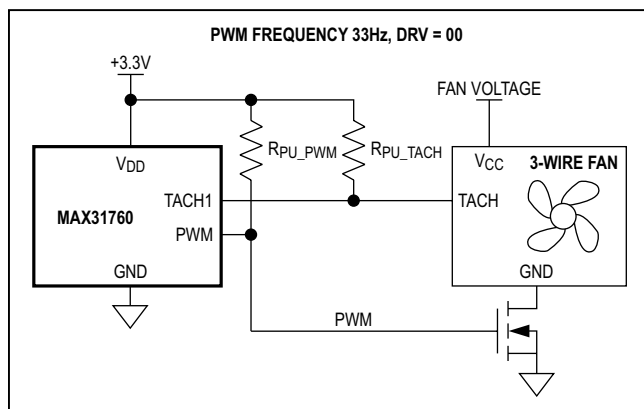 PWM FREQUENCY 33Hz, DRV = 00
+3.3V
FAN VOLTAGE
RPU_PWM
RPU_TACH
VDD
VCC
3-WIRE FAN
TACH1
TACH
MAX31760
PWM
GND
GND
PWM